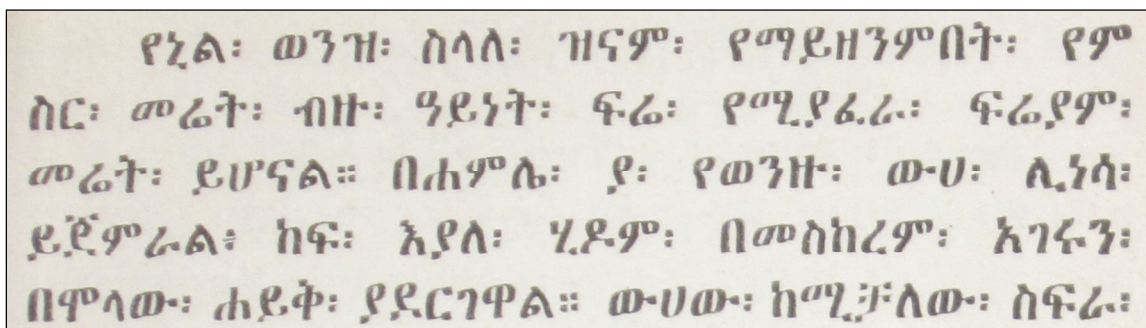 የኒል፡ ወንዝ፡ ስላለ፡ ዝናም፡ የማይዘንምበት፡ የም
ስር፡ መሬት፡ ብዙ፡ ዓይነት፡ ፍሬ፡ የሚያፈራ፡ ፍሬያም፡
መሬት፡ ይሆናል። በሐምሌ፡ ያ፡ የወንዙ፡ ውሀ፡ ሊነሳ፡
ይጀምራል፥ ከፍ፡ እያለ፡ ሂዶም፡ በመስከረም፡ አገሩን፡
በሞላው፡ ሐይቅ፡ ያደርገዋል። ውሀው፡ ከሚቻለው፡ ስፍራ፡